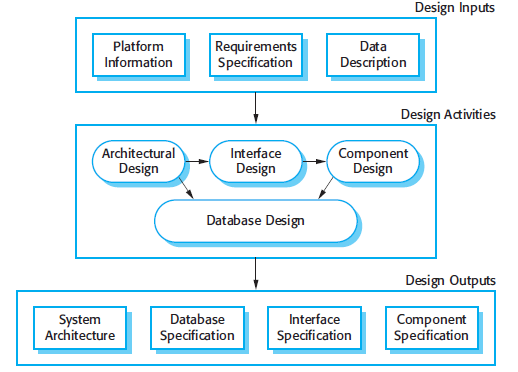 Design Inputs
Platform
Information
Requirements
Specification
Data
Description
Design Activities
Architectural
Design
Interface
Design
Component
Design
Database Design
Design Outputs
System
Architecture
Database
Specification
Interface
Specification
Component
Specification